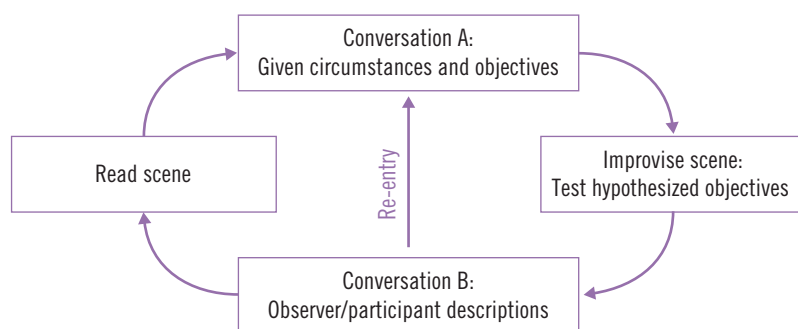 Conversation A:
Given circumstances and objectives
Read scene
Re-entry
Improvise scene:
Test hypothesized objectives
Conversation B:
Observer/participant descriptions